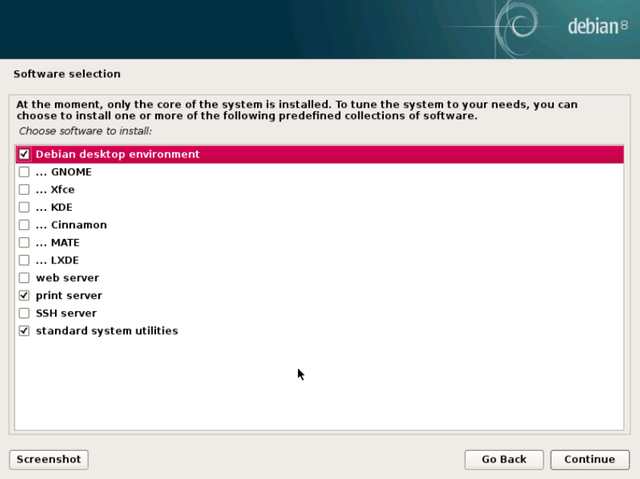 debian 8
Software selection
At the moment, only the core of the system is installed. To tune the system to your needs, you can
choose to install one or more of the following predefined collections of software.
Choose software to install:
Debian desktop environment
... GNOME
... Xfce
... KDE
... Cinnamon
... MATE
... LXDE
web server
print server
SSH server
standard system utilities
Screenshot
Go Back
Continue